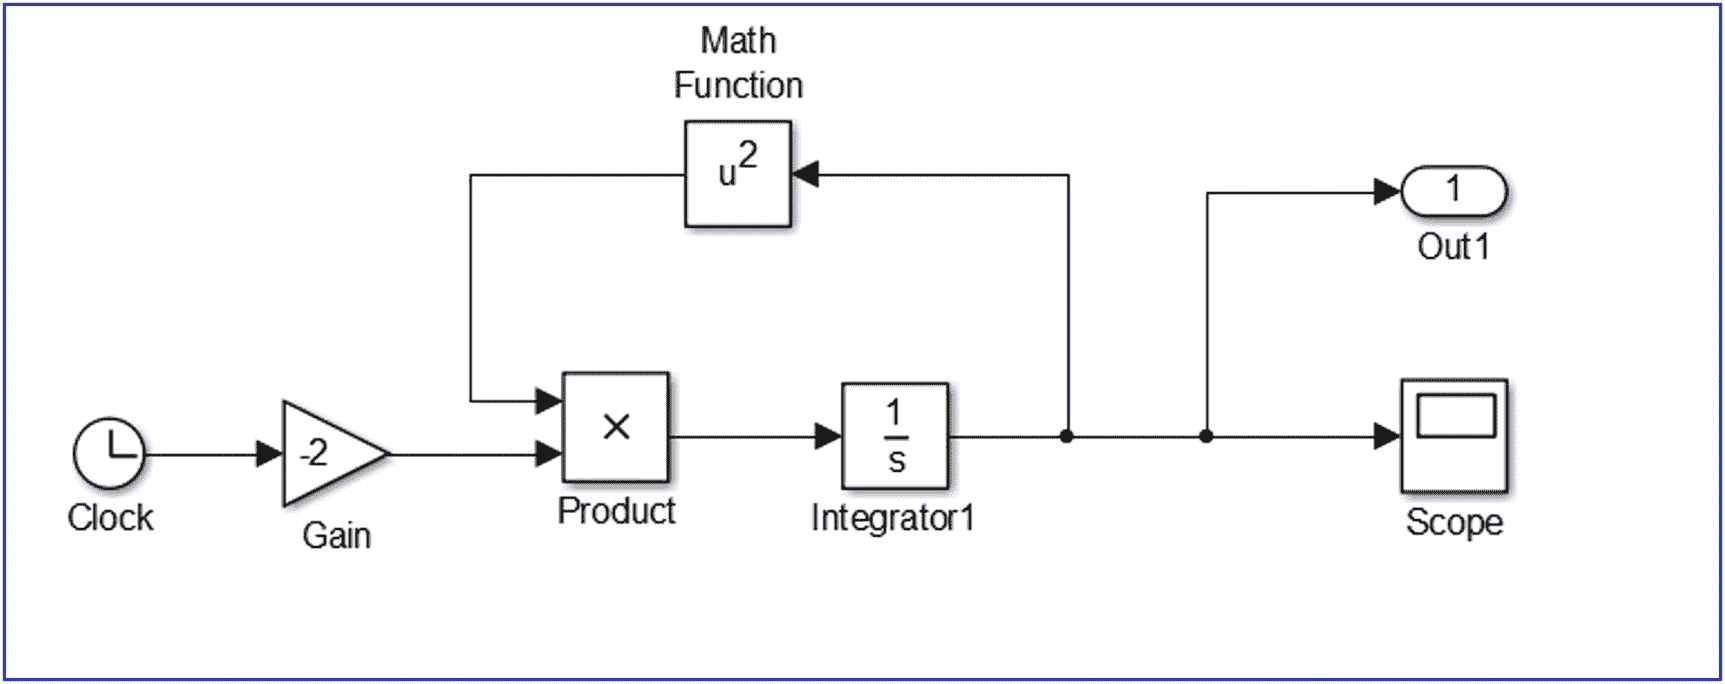 Math
Function
u²
1
Out1
-2
×
1
s
Clock
Gain
Product
Integrator1
Scope